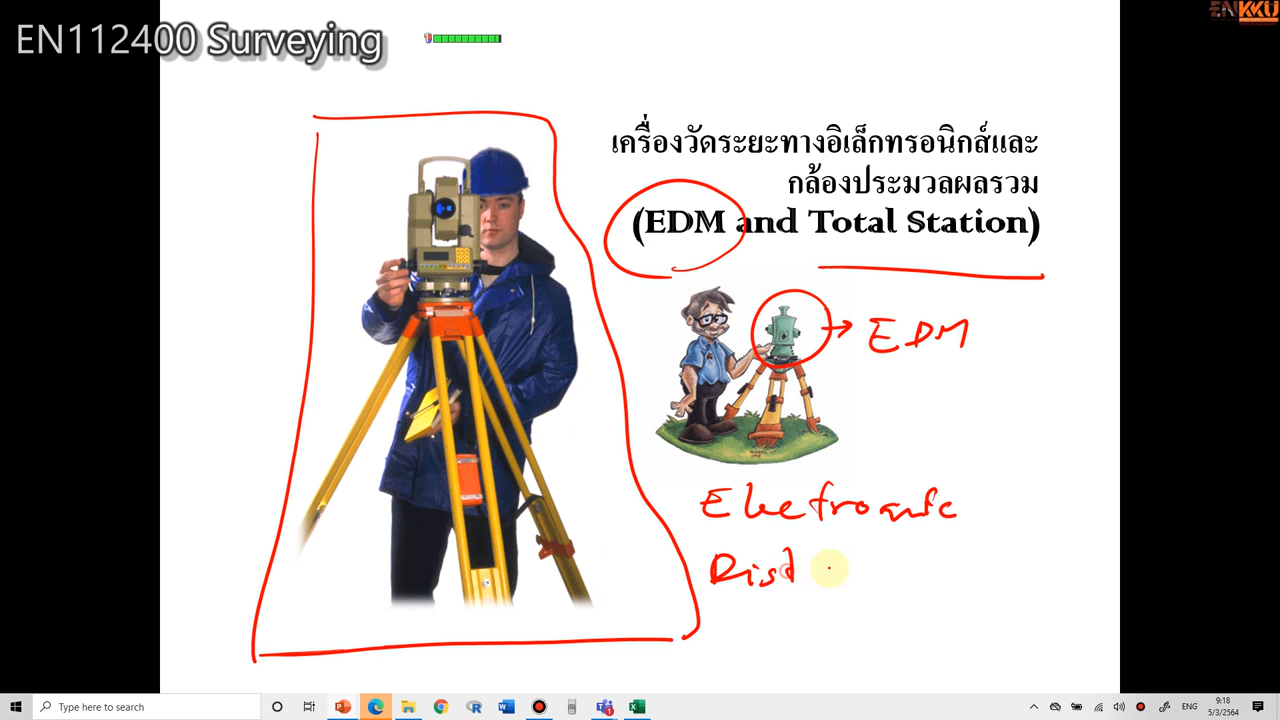 EN112400 Surveying
ENKKU
เครื่องวัดระยะทางอิเล็กทรอนิกส์และ
กล้องประมวลผลรวม
(EDM and Total Station)
EDM
Electronic
Dist
Type here to search
ENG
9:18
5/3/2564